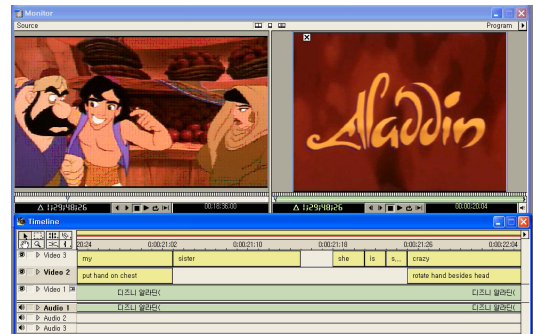 Monitor
Source
Program
Aladdin
Δ 1;29;48;26
00:18:36:00
Δ 1;29;48;26
00:00:20:04
Timeline
20:24 0:00:21:02 0:00:21:10 0:00:21:18 0:00:21:26 0:00:22:04
Video 3 my sister she is s... crazy
Video 2 put hand on chest rotate hand besides head
Video 1 디즈니 알라딘( 디즈니 알라딘(
Audio 1 디즈니 알라딘( 디즈니 알라딘(
Audio 2
Audio 3